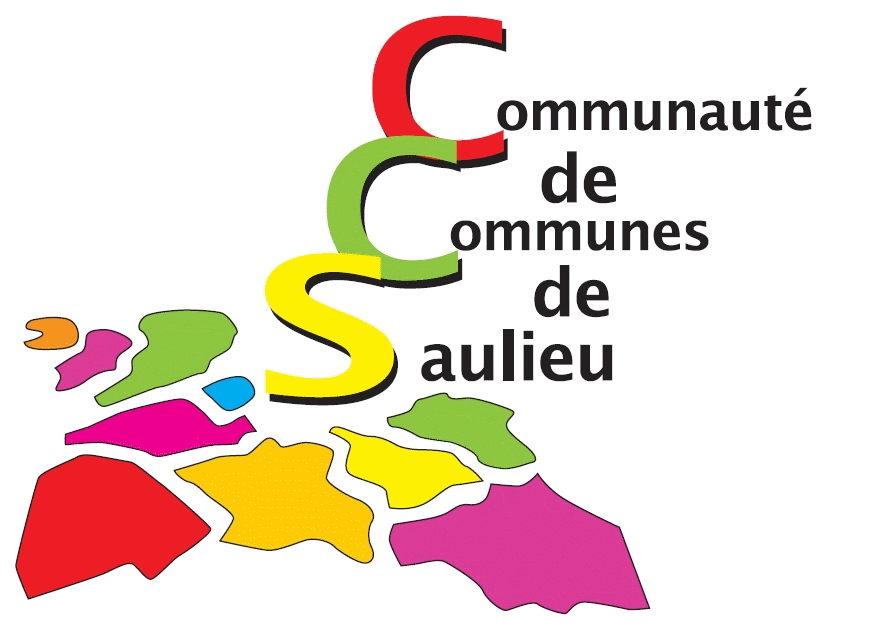 Communauté
de
Communes
de
Saulieu